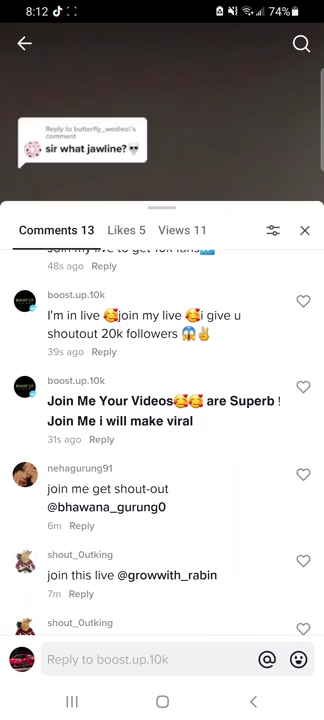 8:12
74%
Reply to butterfly_wedieo\'s
comment
sir what jawline?💀
Comments 13
Likes 5
Views 11
48s ago
Reply
boost.up.10k
I'm in live 🥰join my live 🥰i give u
shoutout 20k followers 😱✌
39s ago
Reply
boost.up.10k
Join Me Your Videos🥰🥰 are Superb !
Join Me i will make viral
31s ago
Reply
nehagurung91
join me get shout-out
@bhawana_gurung0
6m
Reply
shout_0utking
join this live @growwith_rabin
7m
Reply
shout_0utking
Reply to boost.up.10k